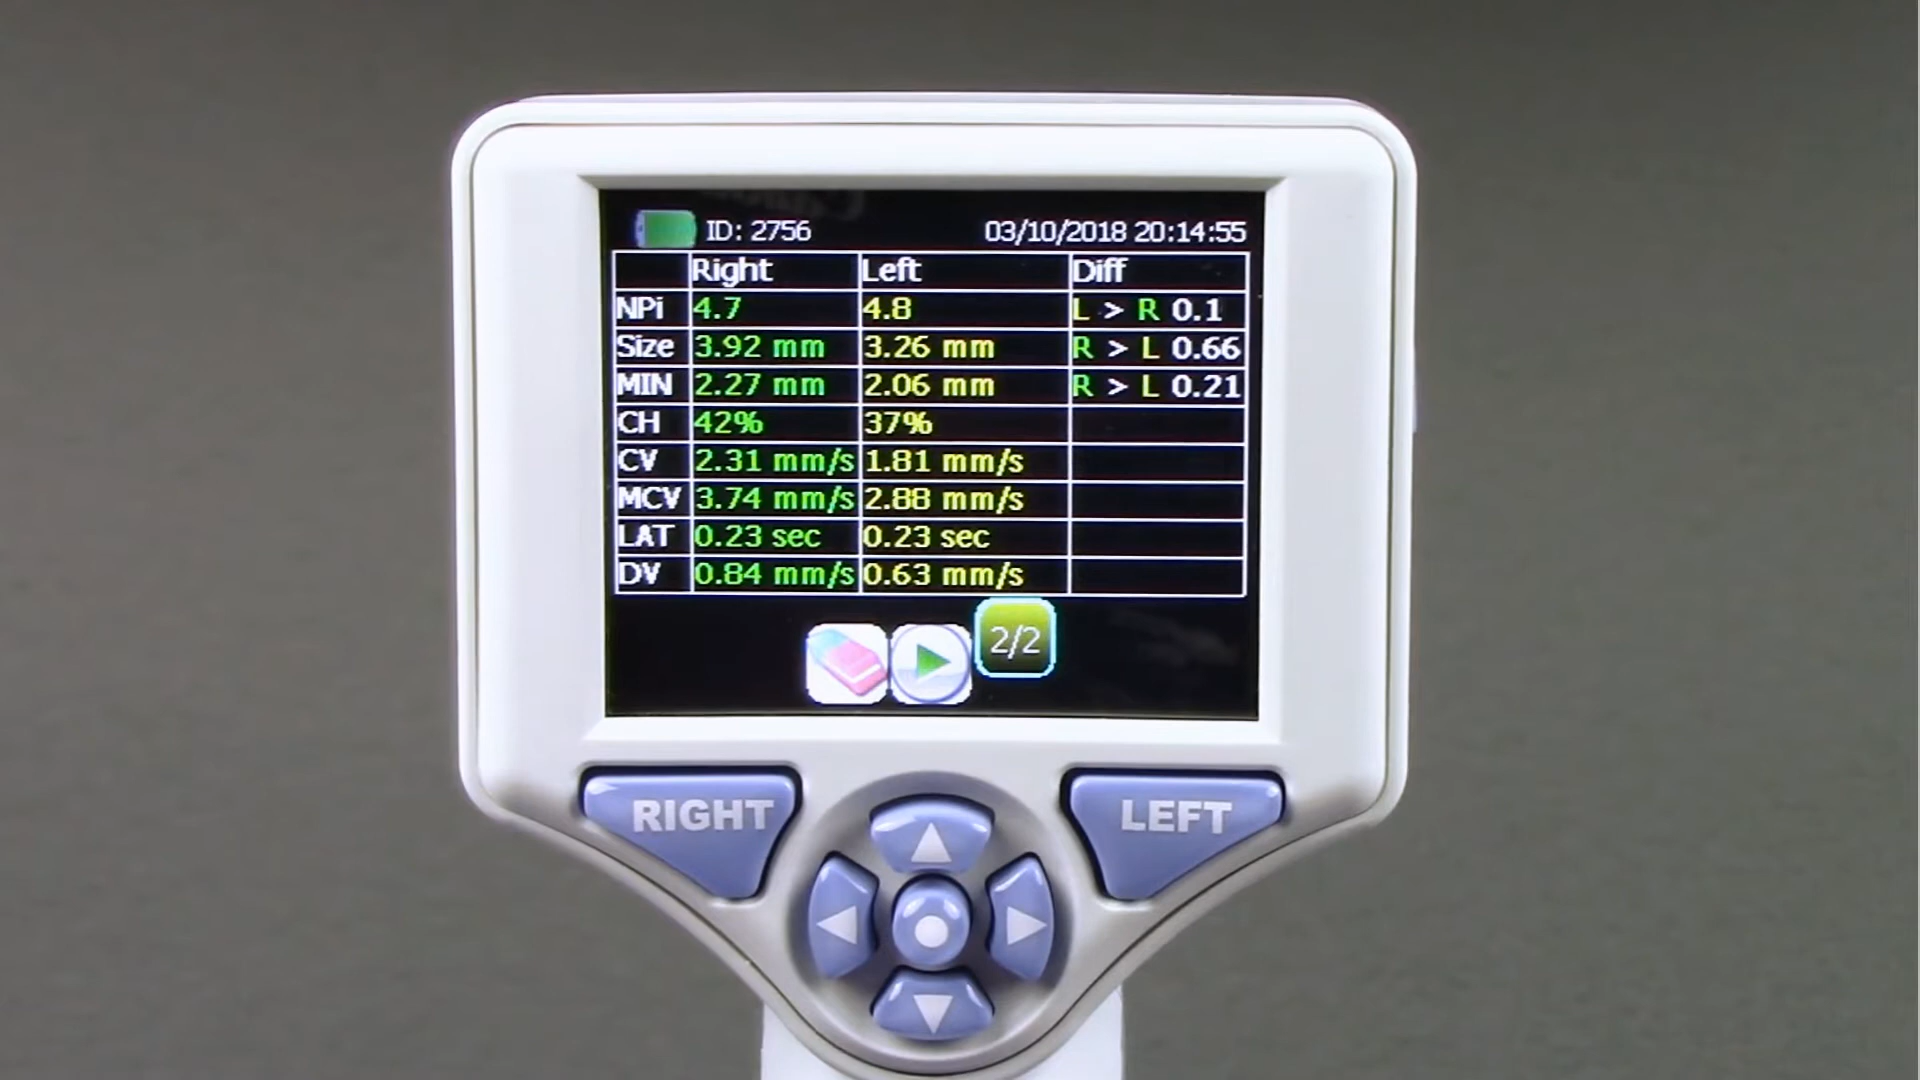 ID: 2756 03/10/2018 20:14:55
Right Left Diff
NPi 4.7 4.8 L > R 0.1
Size 3.92 mm 3.26 mm R > L 0.66
MIN 2.27 mm 2.06 mm R > L 0.21
CH 42% 37%
CV 2.31 mm/s 1.81 mm/s
MCV 3.74 mm/s 2.88 mm/s
LAT 0.23 sec 0.23 sec
DV 0.84 mm/s 0.63 mm/s
2/2
RIGHT LEFT